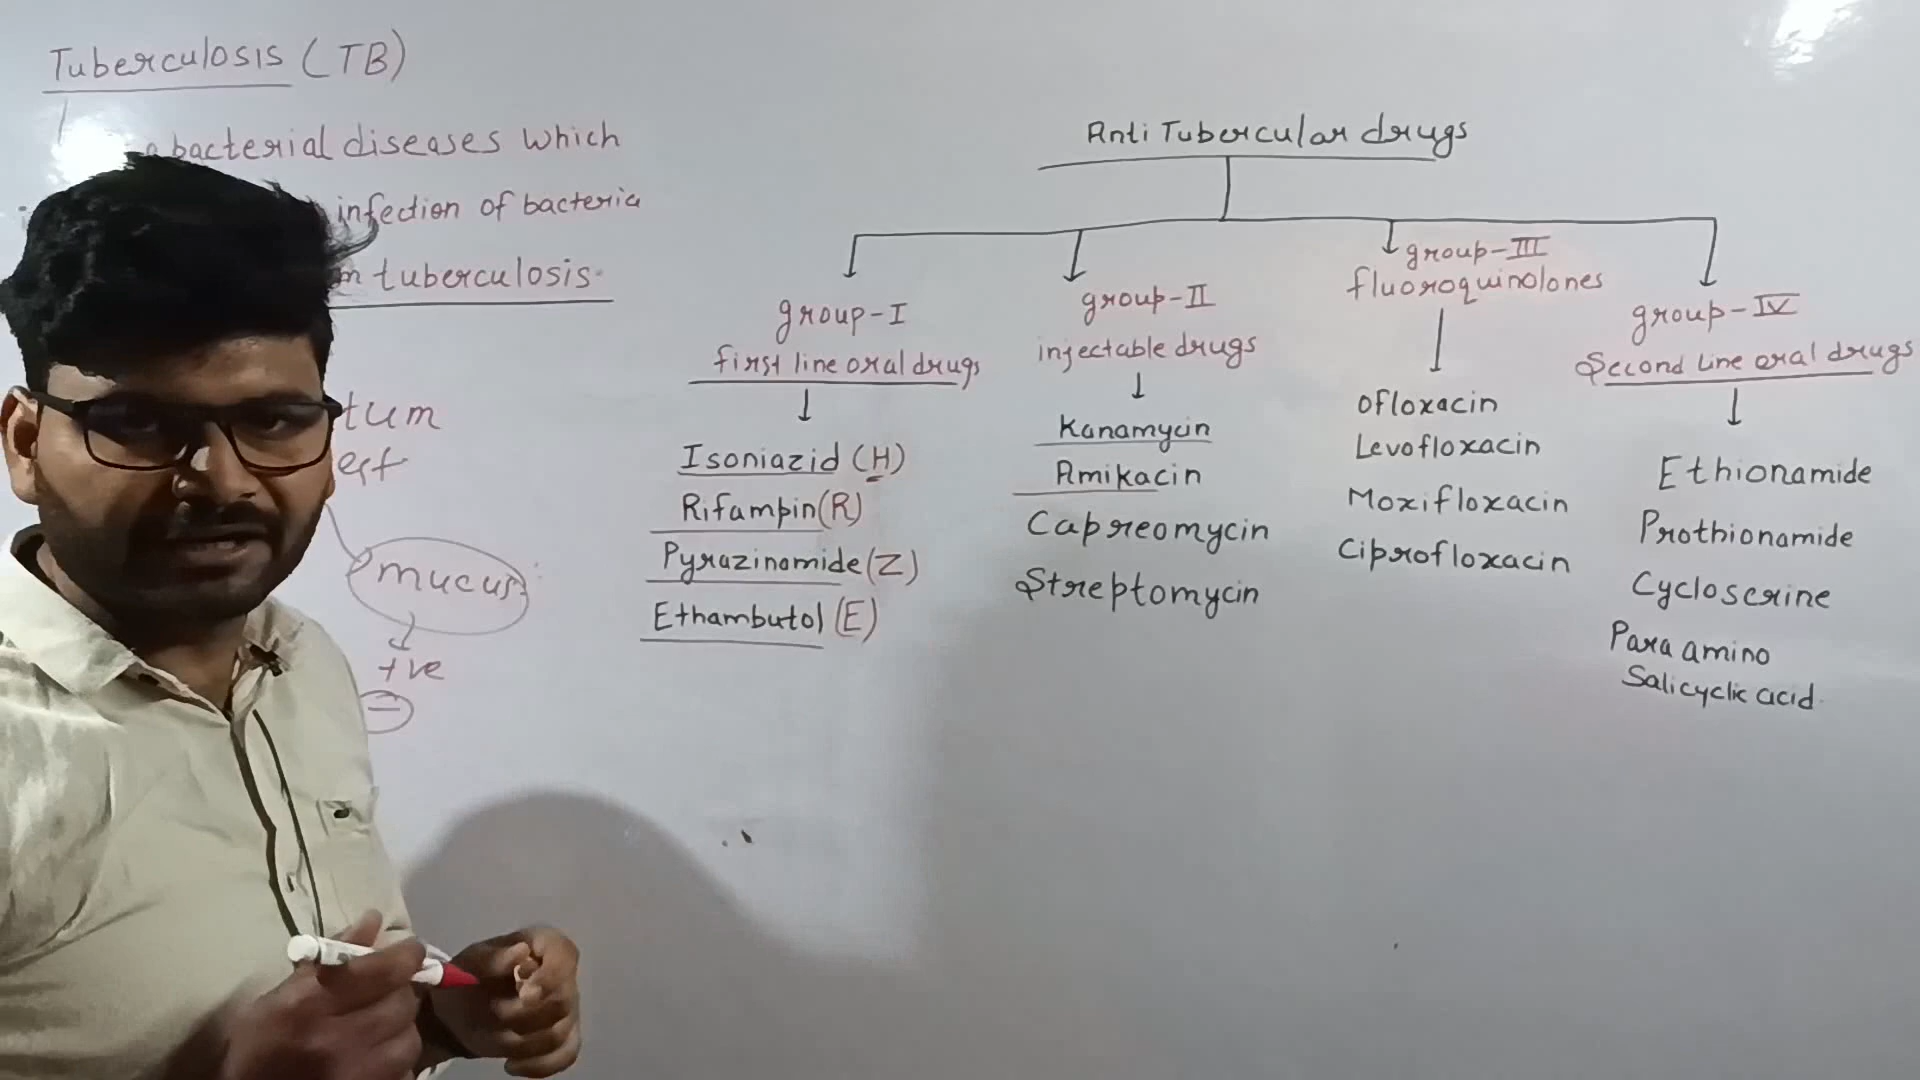 Tuberculosis (TB)
a bacterial diseases which
infection of bacteria
m tuberculosis.
tum
est
mucus
+ve
Anti Tubercular drugs
group-I
first line oral drugs
Isoniazid (H)
Rifampin (R)
Pyrazinamide (Z)
Ethambutol (E)
group-II
injectable drugs
Kanamycin
Amikacin
Capreomycin
Streptomycin
group-III
fluoroquinolones
Ofloxacin
Levofloxacin
Moxifloxacin
Ciprofloxacin
group-IV
Second Line oral drugs
Ethionamide
Prothionamide
Cycloserine
Para amino
Salicyclic acid.